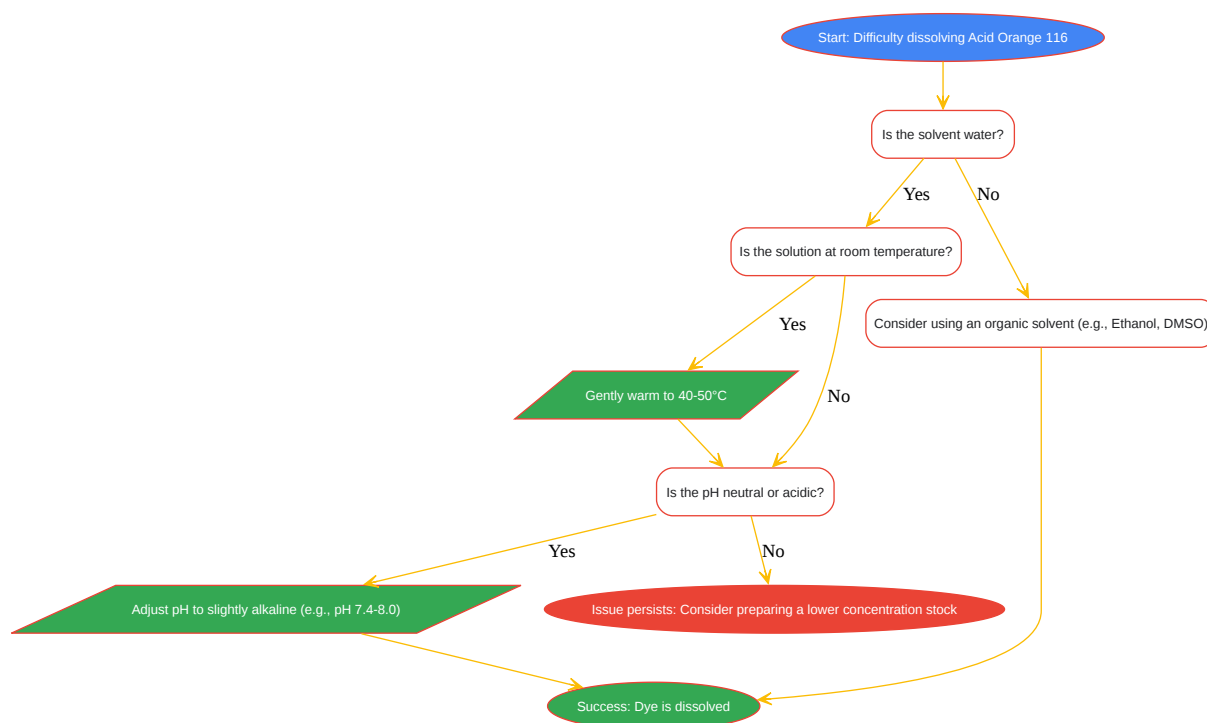 Start: Difficulty dissolving Acid Orange 116
Is the solvent water?
Yes
No
Is the solution at room temperature?
Consider using an organic solvent (e.g., Ethanol, DMSO)
Yes
No
Gently warm to 40-50°C
Is the pH neutral or acidic?
Yes
No
Adjust pH to slightly alkaline (e.g., pH 7.4-8.0)
Issue persists: Consider preparing a lower concentration stock
Success: Dye is dissolved